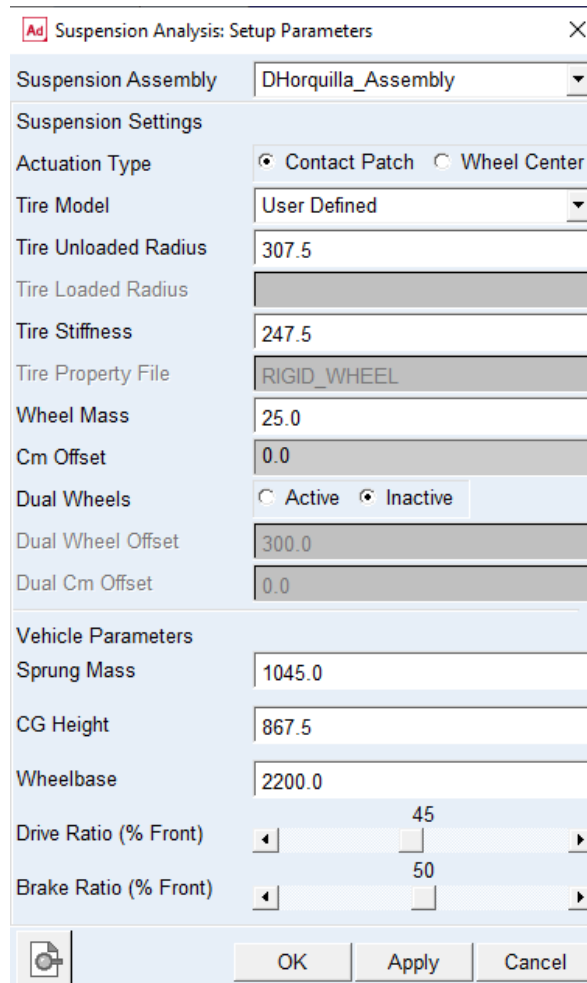 Ad Suspension Analysis: Setup Parameters
Suspension Assembly DHorquilla_Assembly
Suspension Settings
Actuation Type Contact Patch Wheel Center
Tire Model User Defined
Tire Unloaded Radius 307.5
Tire Loaded Radius
Tire Stiffness 247.5
Tire Property File RIGID_WHEEL
Wheel Mass 25.0
Cm Offset 0.0
Dual Wheels Active Inactive
Dual Wheel Offset 300.0
Dual Cm Offset 0.0
Vehicle Parameters
Sprung Mass 1045.0
CG Height 867.5
Wheelbase 2200.0
45
Drive Ratio (% Front)
50
Brake Ratio (% Front)
OK Apply Cancel